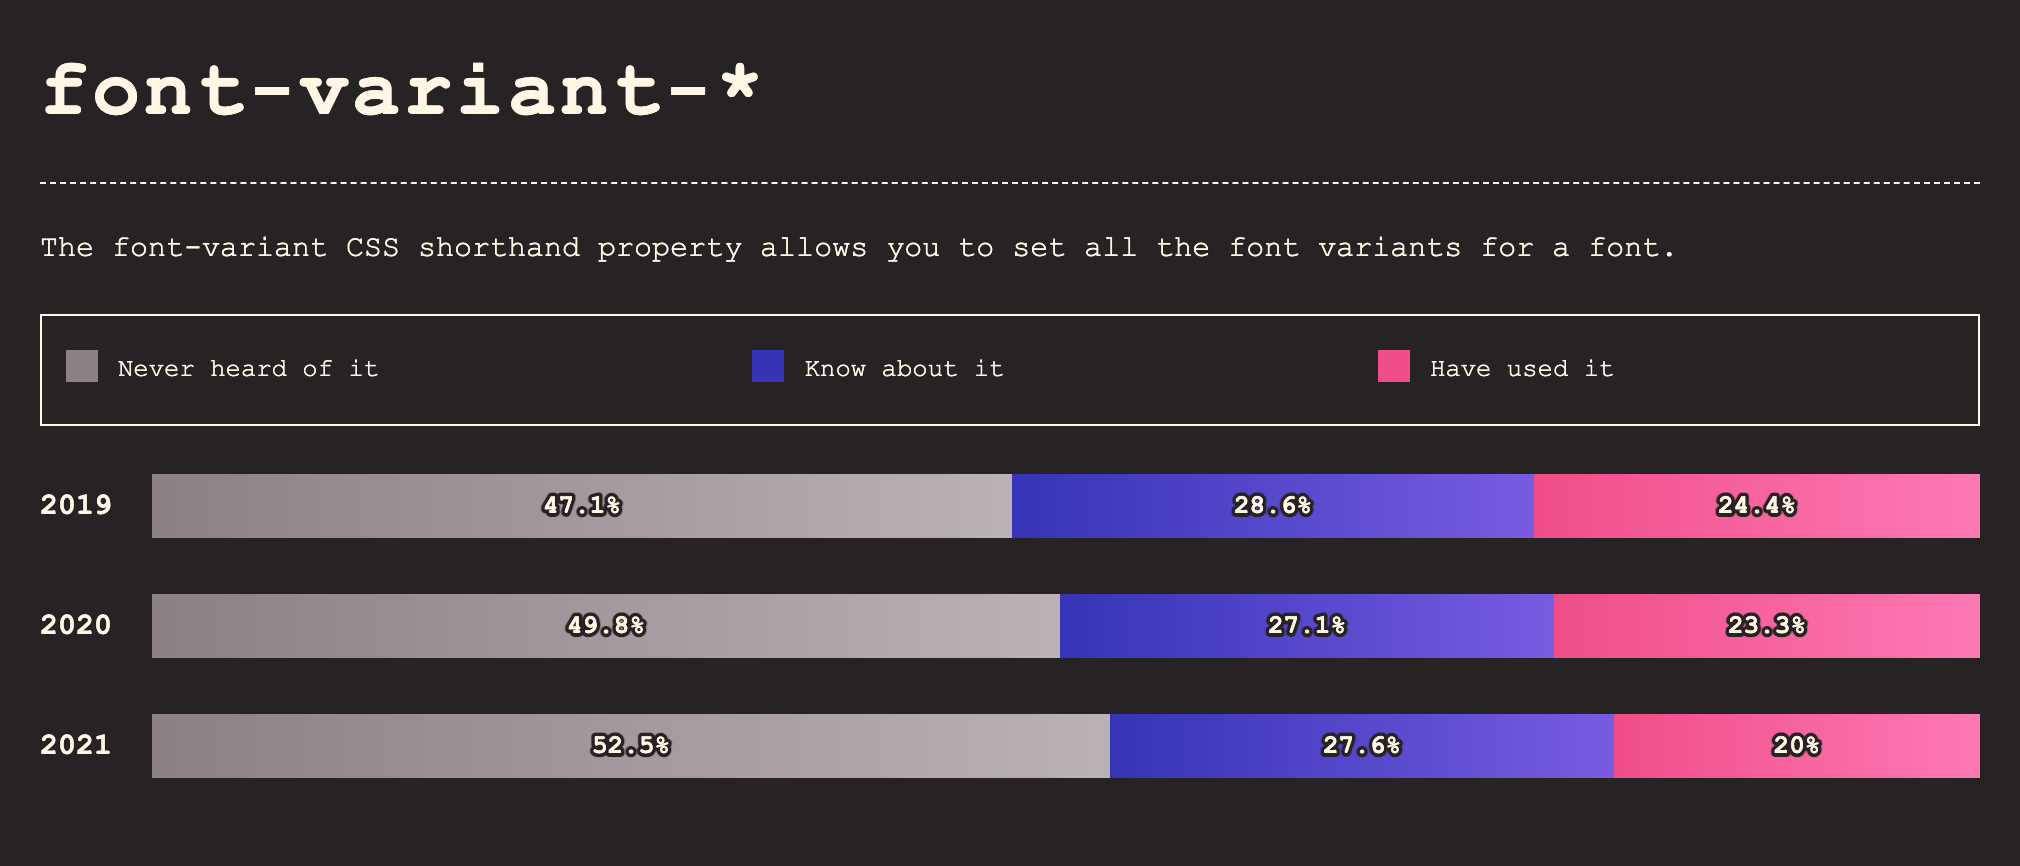 font-variant-*
The font-variant CSS shorthand property allows you to set all the font variants for a font.
Never heard of it Know about it Have used it
2019 47.1% 28.6% 24.4%
2020 49.8% 27.1% 23.3%
2021 52.5% 27.6% 20%